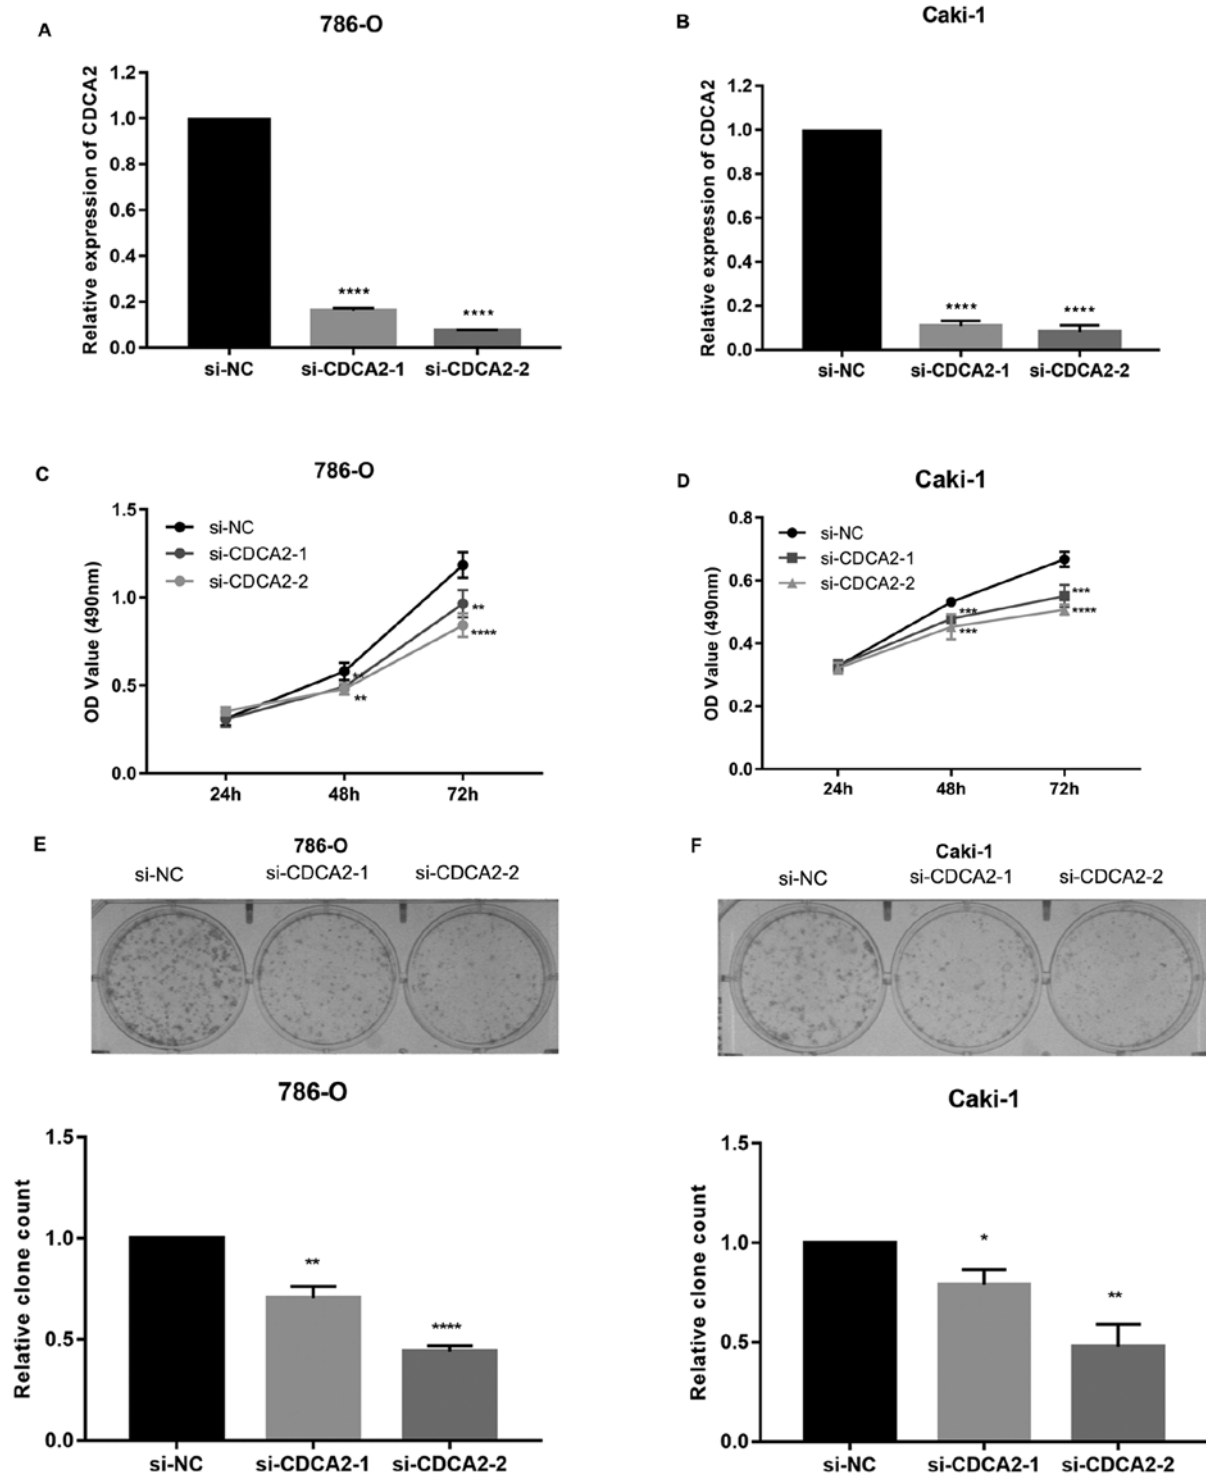 A
786-O
Relative expression of CDCA2
1.2
1.0
0.8
0.6
0.4
0.2
0.0
****
****
si-NC si-CDCA2-1 si-CDCA2-2
B
Caki-1
Relative expression of CDCA2
1.2
1.0
0.8
0.6
0.4
0.2
0.0
****
****
si-NC si-CDCA2-1 si-CDCA2-2
C
786-O
OD Value (490nm)
1.5
1.0
0.5
0.0
si-NC
si-CDCA2-1
si-CDCA2-2
**
**
**
****
24h 48h 72h
D
Caki-1
OD Value (490nm)
0.8
0.6
0.4
0.2
0.0
si-NC
si-CDCA2-1
si-CDCA2-2
***
***
***
****
24h 48h 72h
E
786-O
si-NC si-CDCA2-1 si-CDCA2-2
786-O
Relative clone count
1.5
1.0
0.5
0.0
**
****
si-NC si-CDCA2-1 si-CDCA2-2
F
Caki-1
si-NC si-CDCA2-1 si-CDCA2-2
Caki-1
Relative clone count
1.5
1.0
0.5
0.0
*
**
si-NC si-CDCA2-1 si-CDCA2-2